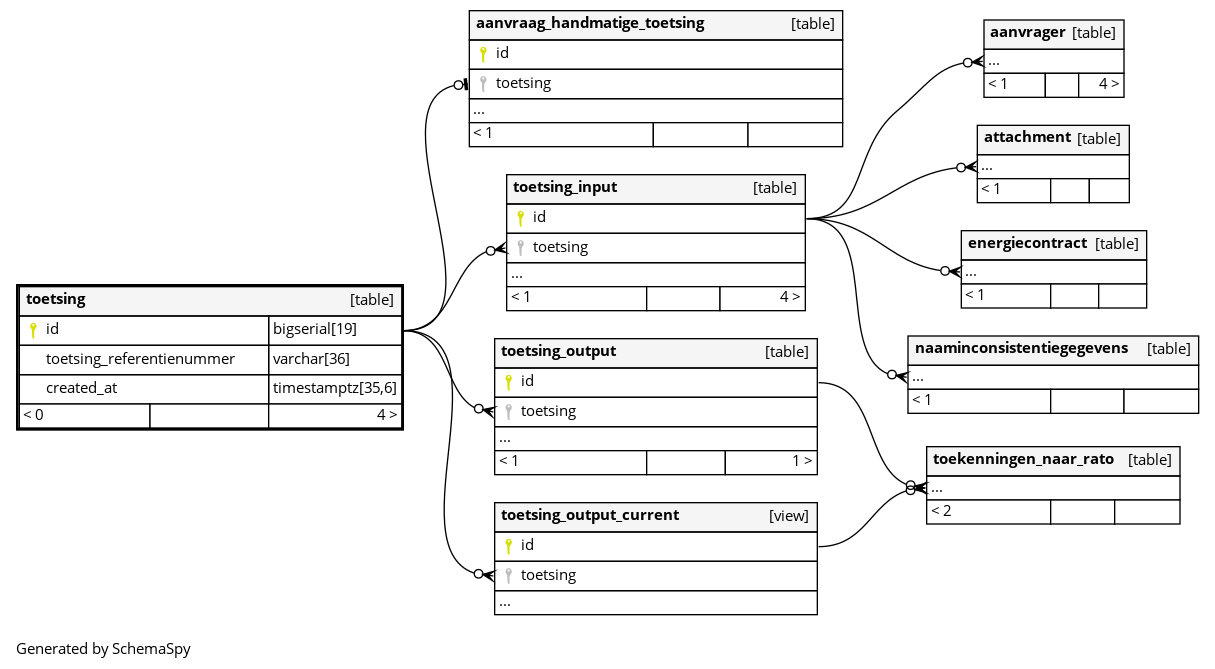 aanvraag_handmatige_toetsing [table]
id
toetsing
...
< 1
aanvrager [table]
...
< 1 4 >
attachment [table]
...
< 1
toetsing_input [table]
id
toetsing
...
< 1 4 >
energiecontract [table]
...
< 1
toetsing [table]
id bigserial[19]
toetsing_referentienummer varchar[36]
created_at timestamptz[35,6]
< 0 4 >
naaminconsistentiegegevens [table]
...
< 1
toetsing_output [table]
id
toetsing
...
< 1 1 >
toekenningen_naar_rato [table]
...
< 2
toetsing_output_current [view]
id
toetsing
...
Generated by SchemaSpy